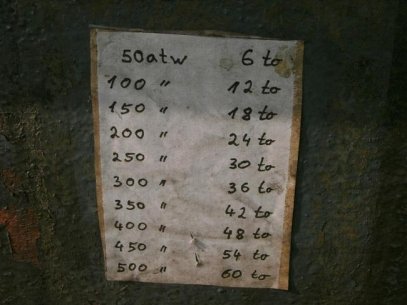 50atw 6 to
100 〃 12 to
150 〃 18 to
200 〃 24 to
250 〃 30 to
300 〃 36 to
350 〃 42 to
400 〃 48 to
450 〃 54 to
500 〃 60 to